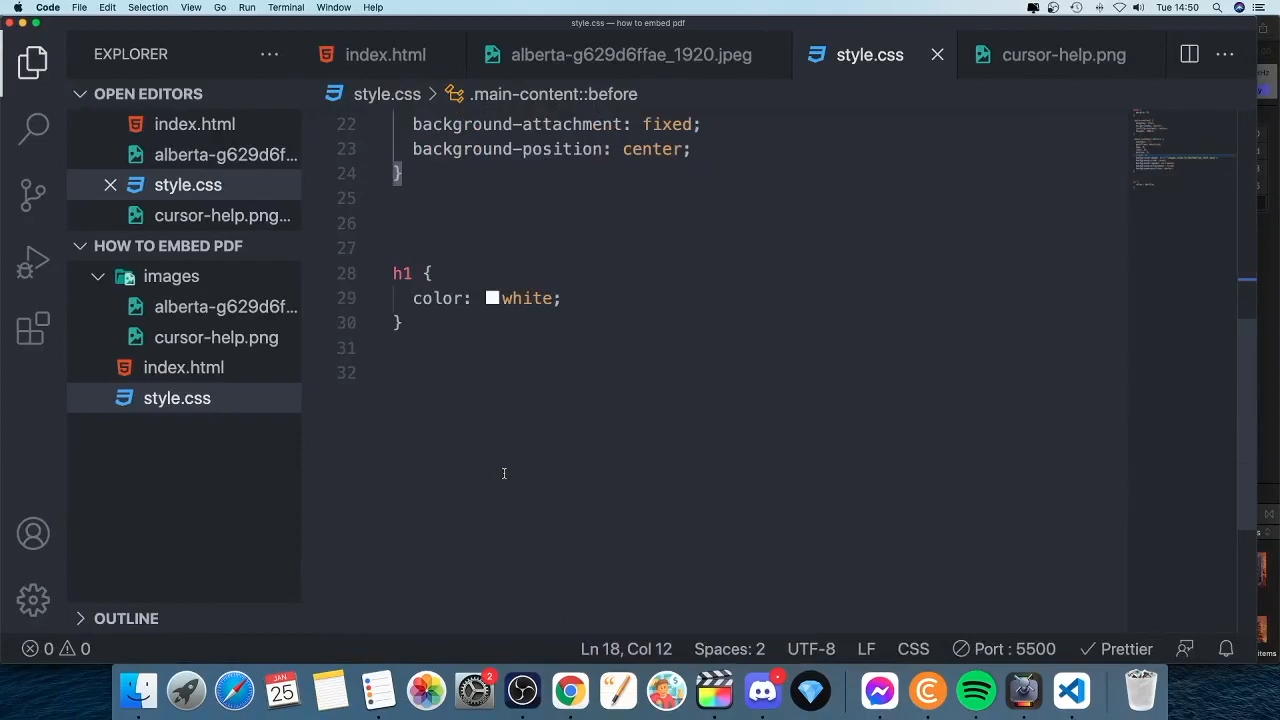 Code File Edit Selection View Go Run Terminal Window Help Tue 14:50
style.css — how to embed pdf
EXPLORER
index.html alberta-g629d6ffae_1920.jpeg style.css cursor-help.png
OPEN EDITORS
style.css > .main-content::before
index.html
alberta-g629d6f...
style.css
cursor-help.png...
HOW TO EMBED PDF
images
alberta-g629d6f...
cursor-help.png
index.html
style.css
OUTLINE
22 background-attachment: fixed;
23 background-position: center;
24 }
25
26
27
28 h1 {
29 color: white;
30 }
31
32
0 0 Ln 18, Col 12 Spaces: 2 UTF-8 LF CSS Port : 5500 Prettier
JAN
25
2